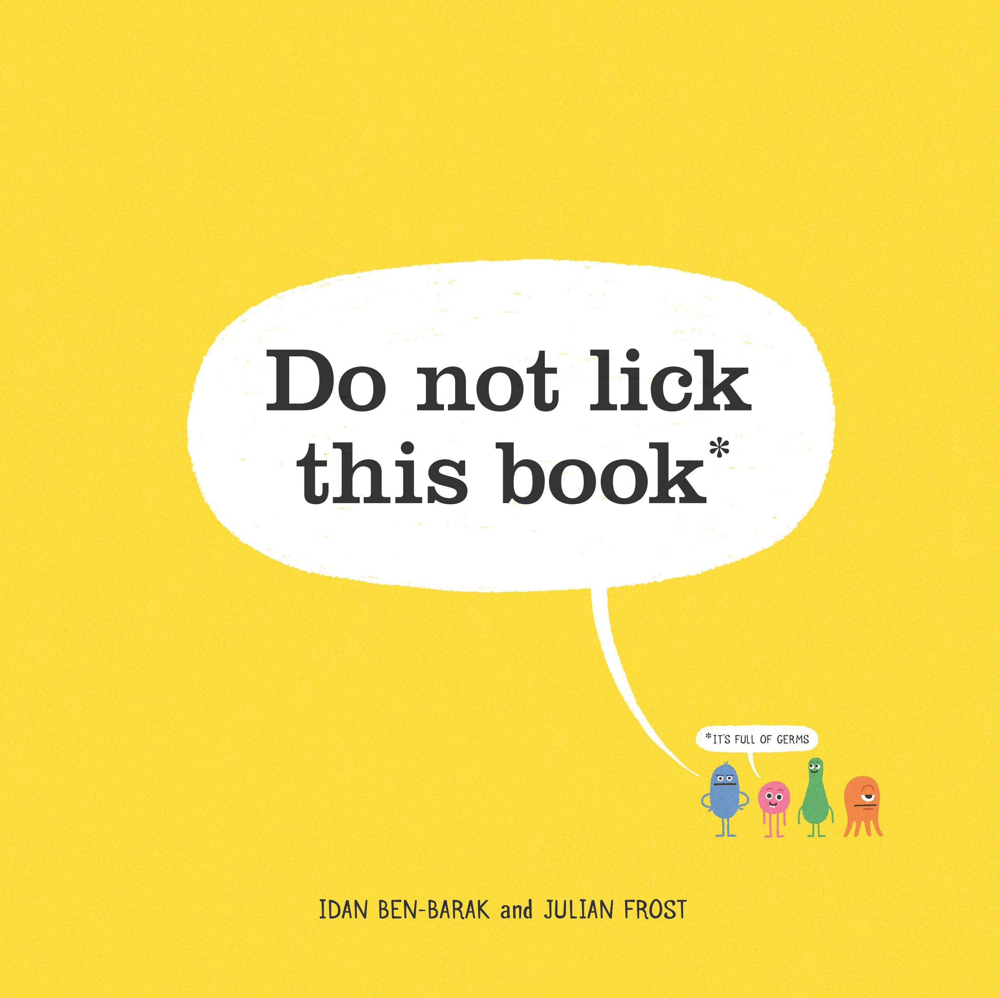 Do not lick
this book*
*IT'S FULL OF GERMS
IDAN BEN-BARAK and JULIAN FROST